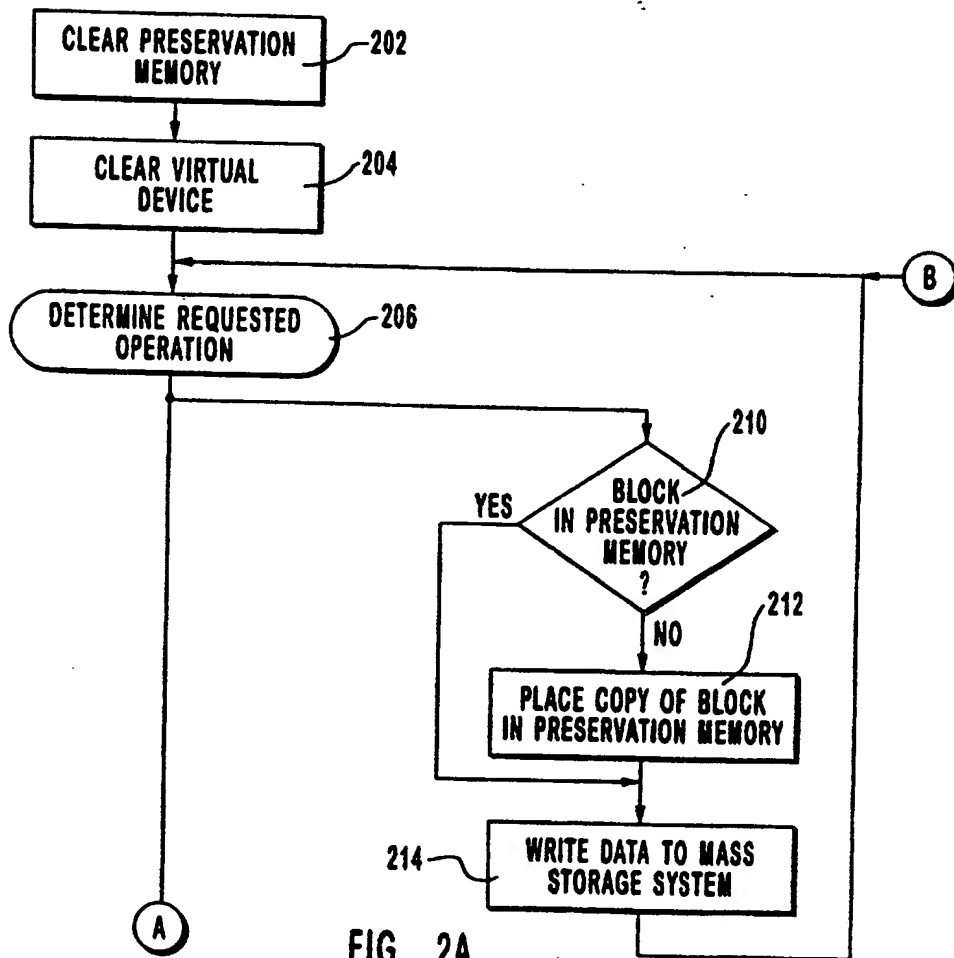 CLEAR PRESERVATION
MEMORY
202
CLEAR VIRTUAL
DEVICE
204
B
DETERMINE REQUESTED
OPERATION
206
210
YES
BLOCK
IN PRESERVATION
MEMORY
?
NO
212
PLACE COPY OF BLOCK
IN PRESERVATION MEMORY
214
WRITE DATA TO MASS
STORAGE SYSTEM
A
FIG. 2A